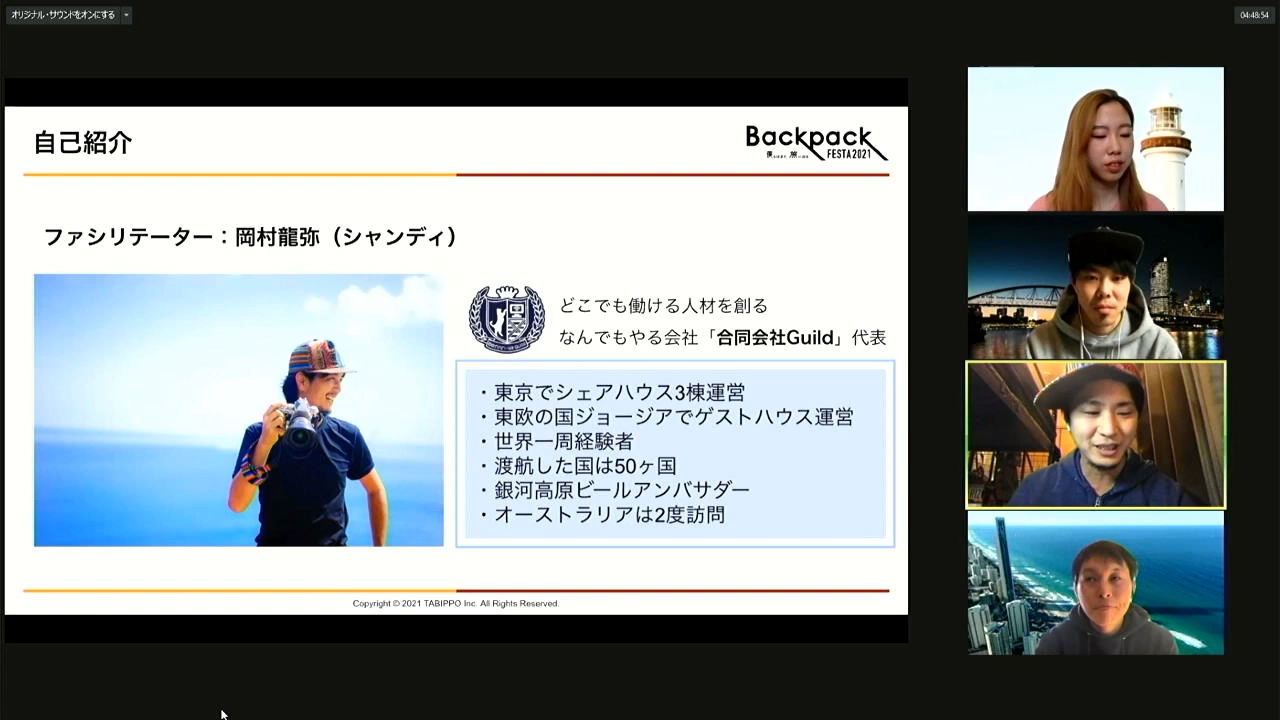 オリジナル・サウンドをオンにする
04:48:54
自己紹介
Backpack
FESTA2021
ファシリテーター：岡村龍弥（シャンディ）
どこでも働ける人材を創る
なんでもやる会社「合同会社Guild」代表
・東京でシェアハウス3棟運営
・東欧の国ジョージアでゲストハウス運営
・世界一周経験者
・渡航した国は50ヶ国
・銀河高原ビールアンバサダー
・オーストラリアは2度訪問
Copyright © 2021 TABIPPO Inc. All Rights Reserved.